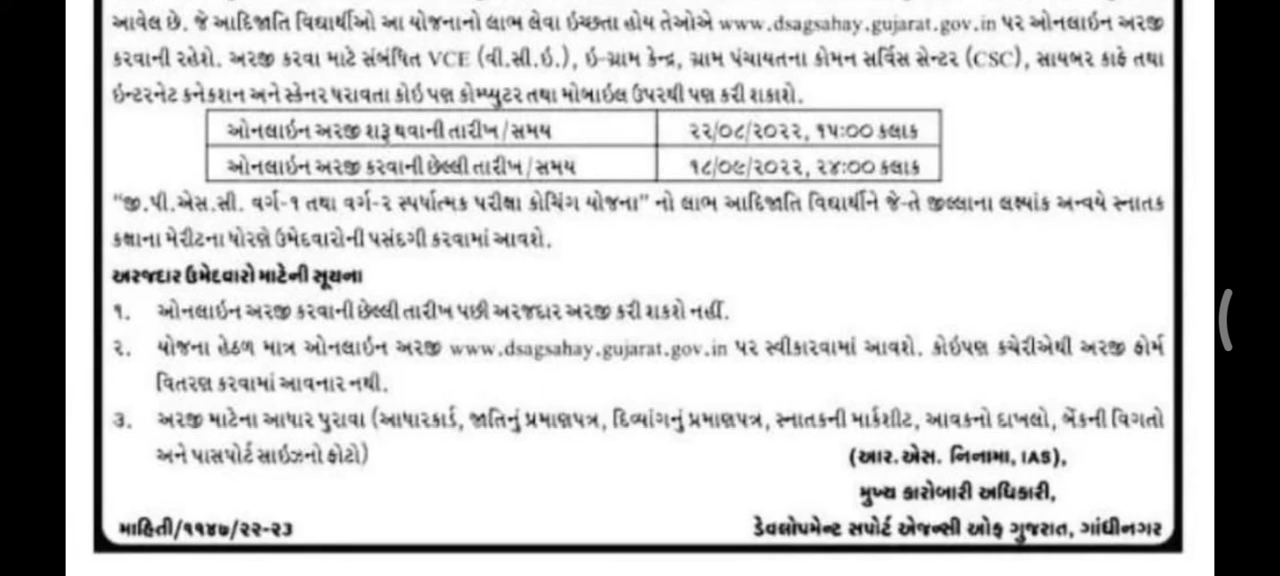 આવેલ છે. જે આદિજાતિ વિદ્યાર્થીઓ આ યોજનાનો લાભ લેવા ઇચ્છતા હોય તેઓએ www.dsagsahay.gujarat.gov.in પર ઓનલાઇન અરજી
કરવાની રહેશે. અરજી કરવા માટે સંબંધિત VCE (વી.સી.ઇ.), ઇ-ગ્રામ કેન્દ્ર, ગ્રામ પંચાયતના કોમન સર્વિસ સેન્ટર (CSC), સાયબર કાફે તથા
ઇન્ટરનેટ કનેકશન અને સ્કેનર ધરાવતા કોઇ પણ કોમ્પ્યુટર તથા મોબાઇલ ઉપરથી પણ કરી શકાશે.
ઓનલાઇન અરજી શરૂ થવાની તારીખ/સમય ૨૨/૦૮/૨૦૨૨, ૧૫:૦૦ કલાક
ઓનલાઇન અરજી કરવાની છેલ્લી તારીખ/સમય ૧૮/૦૯/૨૦૨૨, ૨૪:૦૦ કલાક
"જી.પી.એસ.સી. વર્ગ-૧ તથા વર્ગ-૨ સ્પર્ધાત્મક પરીક્ષા કોચિંગ યોજના" નો લાભ આદિજાતિ વિદ્યાર્થીને જે-તે જીલ્લાના લક્ષ્યાંક અન્વયે સ્નાતક
કક્ષાના મેરીટના ધોરણે ઉમેદવારોની પસંદગી કરવામાં આવશે.
અરજદાર ઉમેદવારો માટેની સૂચના
૧. ઓનલાઇન અરજી કરવાની છેલ્લી તારીખ પછી અરજદાર અરજી કરી શકશે નહીં.
૨. યોજના હેઠળ માત્ર ઓનલાઇન અરજી www.dsagsahay.gujarat.gov.in પર સ્વીકારવામાં આવશે. કોઇપણ કચેરીએથી અરજી ફોર્મ
વિતરણ કરવામાં આવનાર નથી.
૩. અરજી માટેના આધાર પુરાવા (આધારકાર્ડ, જાતિનું પ્રમાણપત્ર, દિવ્યાંગનું પ્રમાણપત્ર, સ્નાતકની માર્કશીટ, આવકનો દાખલો, બેંકની વિગતો
અને પાસપોર્ટ સાઇઝનો ફોટો)
(આર.એસ. નિનામા, IAS),
મુખ્ય કારોબારી અધિકારી,
માહિતી/૧૧૪૭/૨૨-૨૩ ડેવલોપમેન્ટ સપોર્ટ એજન્સી ઓફ ગુજરાત, ગાંધીનગર